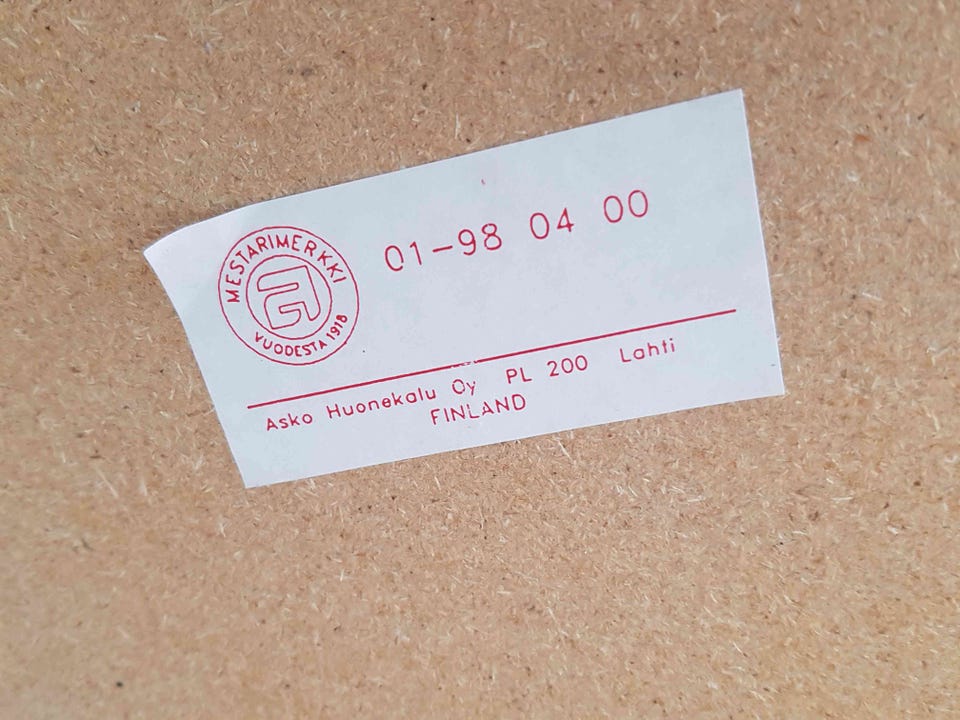 MESTARIMERKKI
VUODESTA 1918
01-98 04 00
Asko Huonekalu Oy PL 200 Lahti
FINLAND